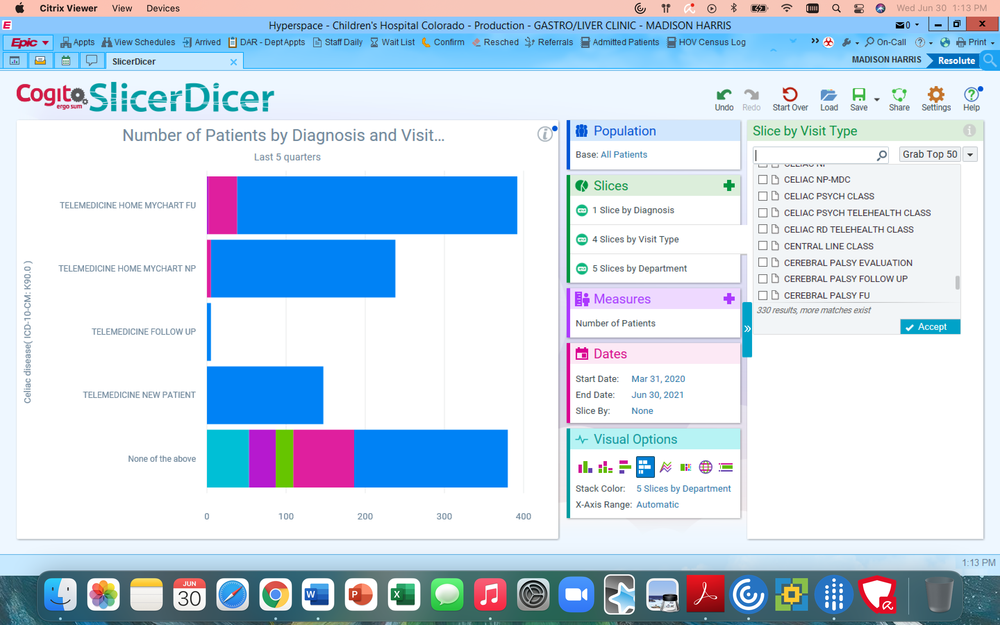 Citrix Viewer View Devices Wed Jun 30 1:13 PM
Hyperspace - Children's Hospital Colorado - Production - GASTRO/LIVER CLINIC - MADISON HARRIS 0
Epic Appts View Schedules Arrived DAR - Dept Appts Staff Daily Wait List Confirm Resched Referrals Admitted Patients HOV Census Log On-Call Print
SlicerDicer MADISON HARRIS Resolute
Cogito ergo sum SlicerDicer
Undo Redo Start Over Load Save Share Settings Help
Number of Patients by Diagnosis and Visit...
Last 5 quarters
TELEMEDICINE HOME MYCHART FU
TELEMEDICINE HOME MYCHART NP
TELEMEDICINE FOLLOW UP
TELEMEDICINE NEW PATIENT
None of the above
Celiac disease( ICD-10-CM: K90.0 )
0 100 200 300 400
Population
Base: All Patients
Slices
1 Slice by Diagnosis
4 Slices by Visit Type
5 Slices by Department
Measures
Number of Patients
Dates
Start Date: Mar 31, 2020
End Date: Jun 30, 2021
Slice By: None
Visual Options
Stack Color: 5 Slices by Department
X-Axis Range: Automatic
Slice by Visit Type
Grab Top 50
CELIAC NP
CELIAC NP-MDC
CELIAC PSYCH CLASS
CELIAC PSYCH TELEHEALTH CLASS
CELIAC RD TELEHEALTH CLASS
CENTRAL LINE CLASS
CEREBRAL PALSY EVALUATION
CEREBRAL PALSY FOLLOW UP
CEREBRAL PALSY FU
330 results, more matches exist
Accept
1:13 PM
JUN
30
W
P
X